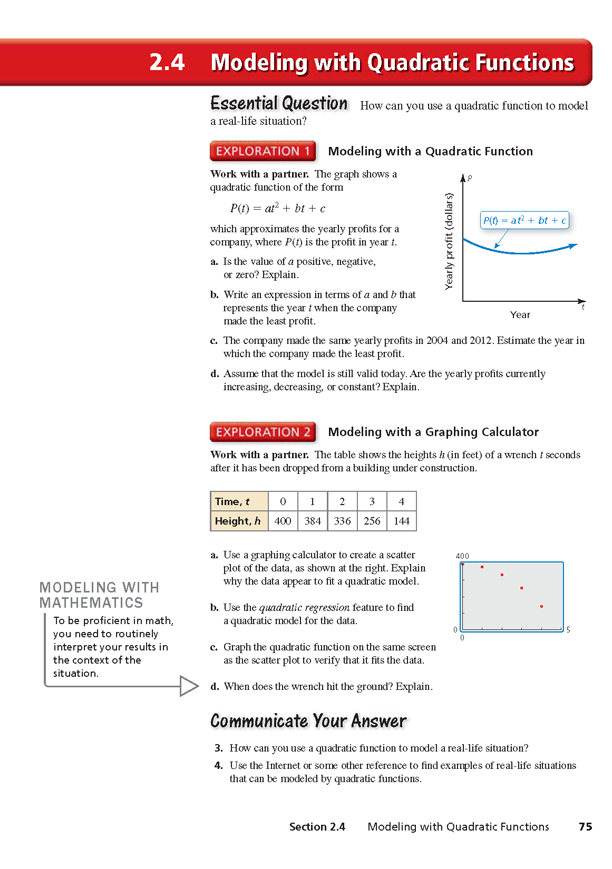 2.4 Modeling with Quadratic Functions
Essential Question How can you use a quadratic function to model
a real-life situation?
EXPLORATION 1 Modeling with a Quadratic Function
Work with a partner. The graph shows a
quadratic function of the form
P(t) = at² + bt + c
which approximates the yearly profits for a
company, where P(t) is the profit in year t.
a. Is the value of a positive, negative,
or zero? Explain.
b. Write an expression in terms of a and b that
represents the year t when the company
made the least profit.
P
Yearly profit (dollars)
P(t) = at² + bt + c
t
Year
c. The company made the same yearly profits in 2004 and 2012. Estimate the year in
which the company made the least profit.
d. Assume that the model is still valid today. Are the yearly profits currently
increasing, decreasing, or constant? Explain.
EXPLORATION 2 Modeling with a Graphing Calculator
Work with a partner. The table shows the heights h (in feet) of a wrench t seconds
after it has been dropped from a building under construction.
Time, t 0 1 2 3 4
Height, h 400 384 336 256 144
a. Use a graphing calculator to create a scatter
plot of the data, as shown at the right. Explain
why the data appear to fit a quadratic model.
b. Use the quadratic regression feature to find
a quadratic model for the data.
c. Graph the quadratic function on the same screen
as the scatter plot to verify that it fits the data.
d. When does the wrench hit the ground? Explain.
400
0
5
0
MODELING WITH
MATHEMATICS
To be proficient in math,
you need to routinely
interpret your results in
the context of the
situation.
Communicate Your Answer
3. How can you use a quadratic function to model a real-life situation?
4. Use the Internet or some other reference to find examples of real-life situations
that can be modeled by quadratic functions.
Section 2.4 Modeling with Quadratic Functions 75